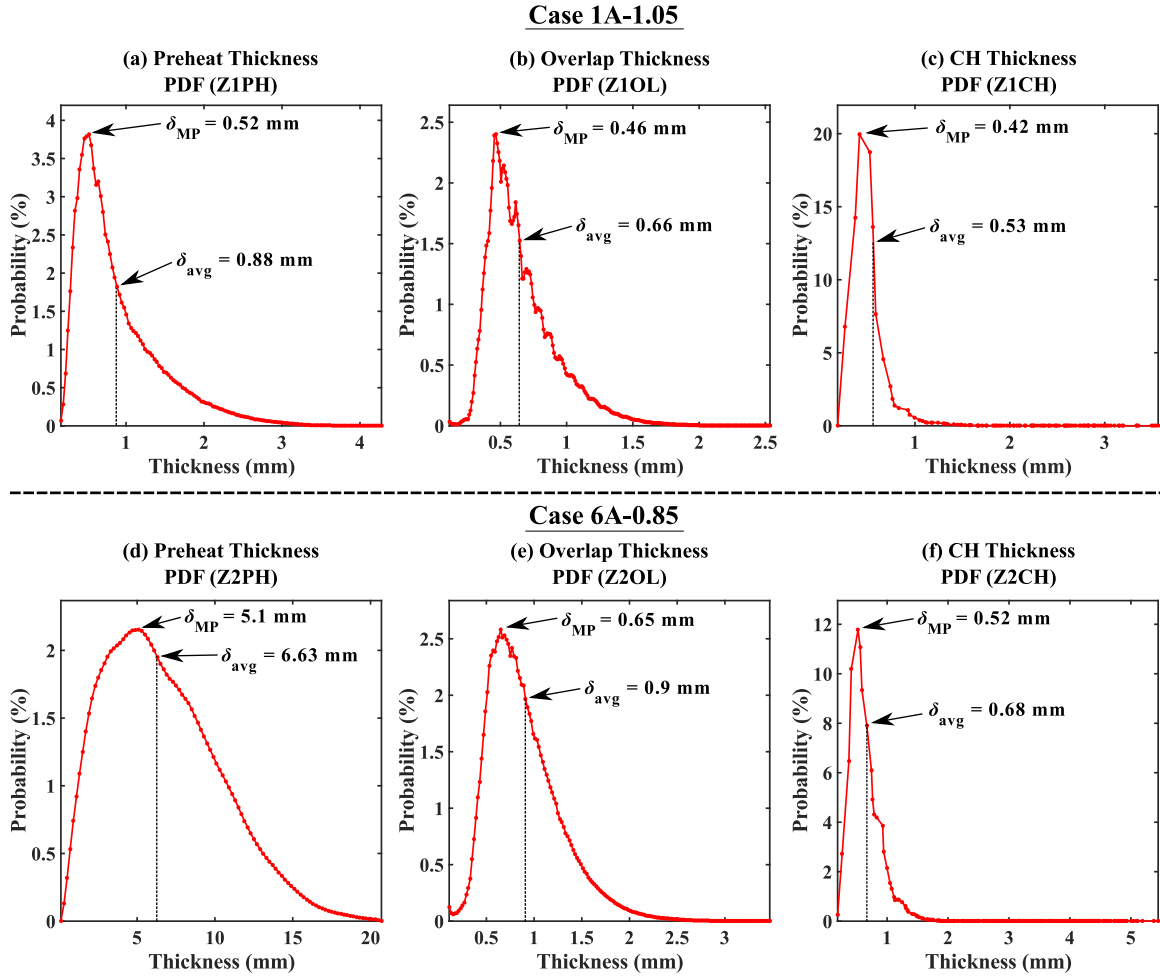 Case 1A-1.05
(a) Preheat Thickness
PDF (Z1PH)
Probability (%)
4
3.5
3
2.5
2
1.5
1
0.5
0
δMP = 0.52 mm
δavg = 0.88 mm
1 2 3 4
Thickness (mm)
(b) Overlap Thickness
PDF (Z1OL)
Probability (%)
2.5
2
1.5
1
0.5
0
δMP = 0.46 mm
δavg = 0.66 mm
0.5 1 1.5 2 2.5
Thickness (mm)
(c) CH Thickness
PDF (Z1CH)
Probability (%)
20
15
10
5
0
δMP = 0.42 mm
δavg = 0.53 mm
1 2 3
Thickness (mm)
Case 6A-0.85
(d) Preheat Thickness
PDF (Z2PH)
Probability (%)
2
1.5
1
0.5
0
δMP = 5.1 mm
δavg = 6.63 mm
5 10 15 20
Thickness (mm)
(e) Overlap Thickness
PDF (Z2OL)
Probability (%)
2.5
2
1.5
1
0.5
0
δMP = 0.65 mm
δavg = 0.9 mm
0.5 1 1.5 2 2.5 3
Thickness (mm)
(f) CH Thickness
PDF (Z2CH)
Probability (%)
12
10
8
6
4
2
0
δMP = 0.52 mm
δavg = 0.68 mm
1 2 3 4 5
Thickness (mm)